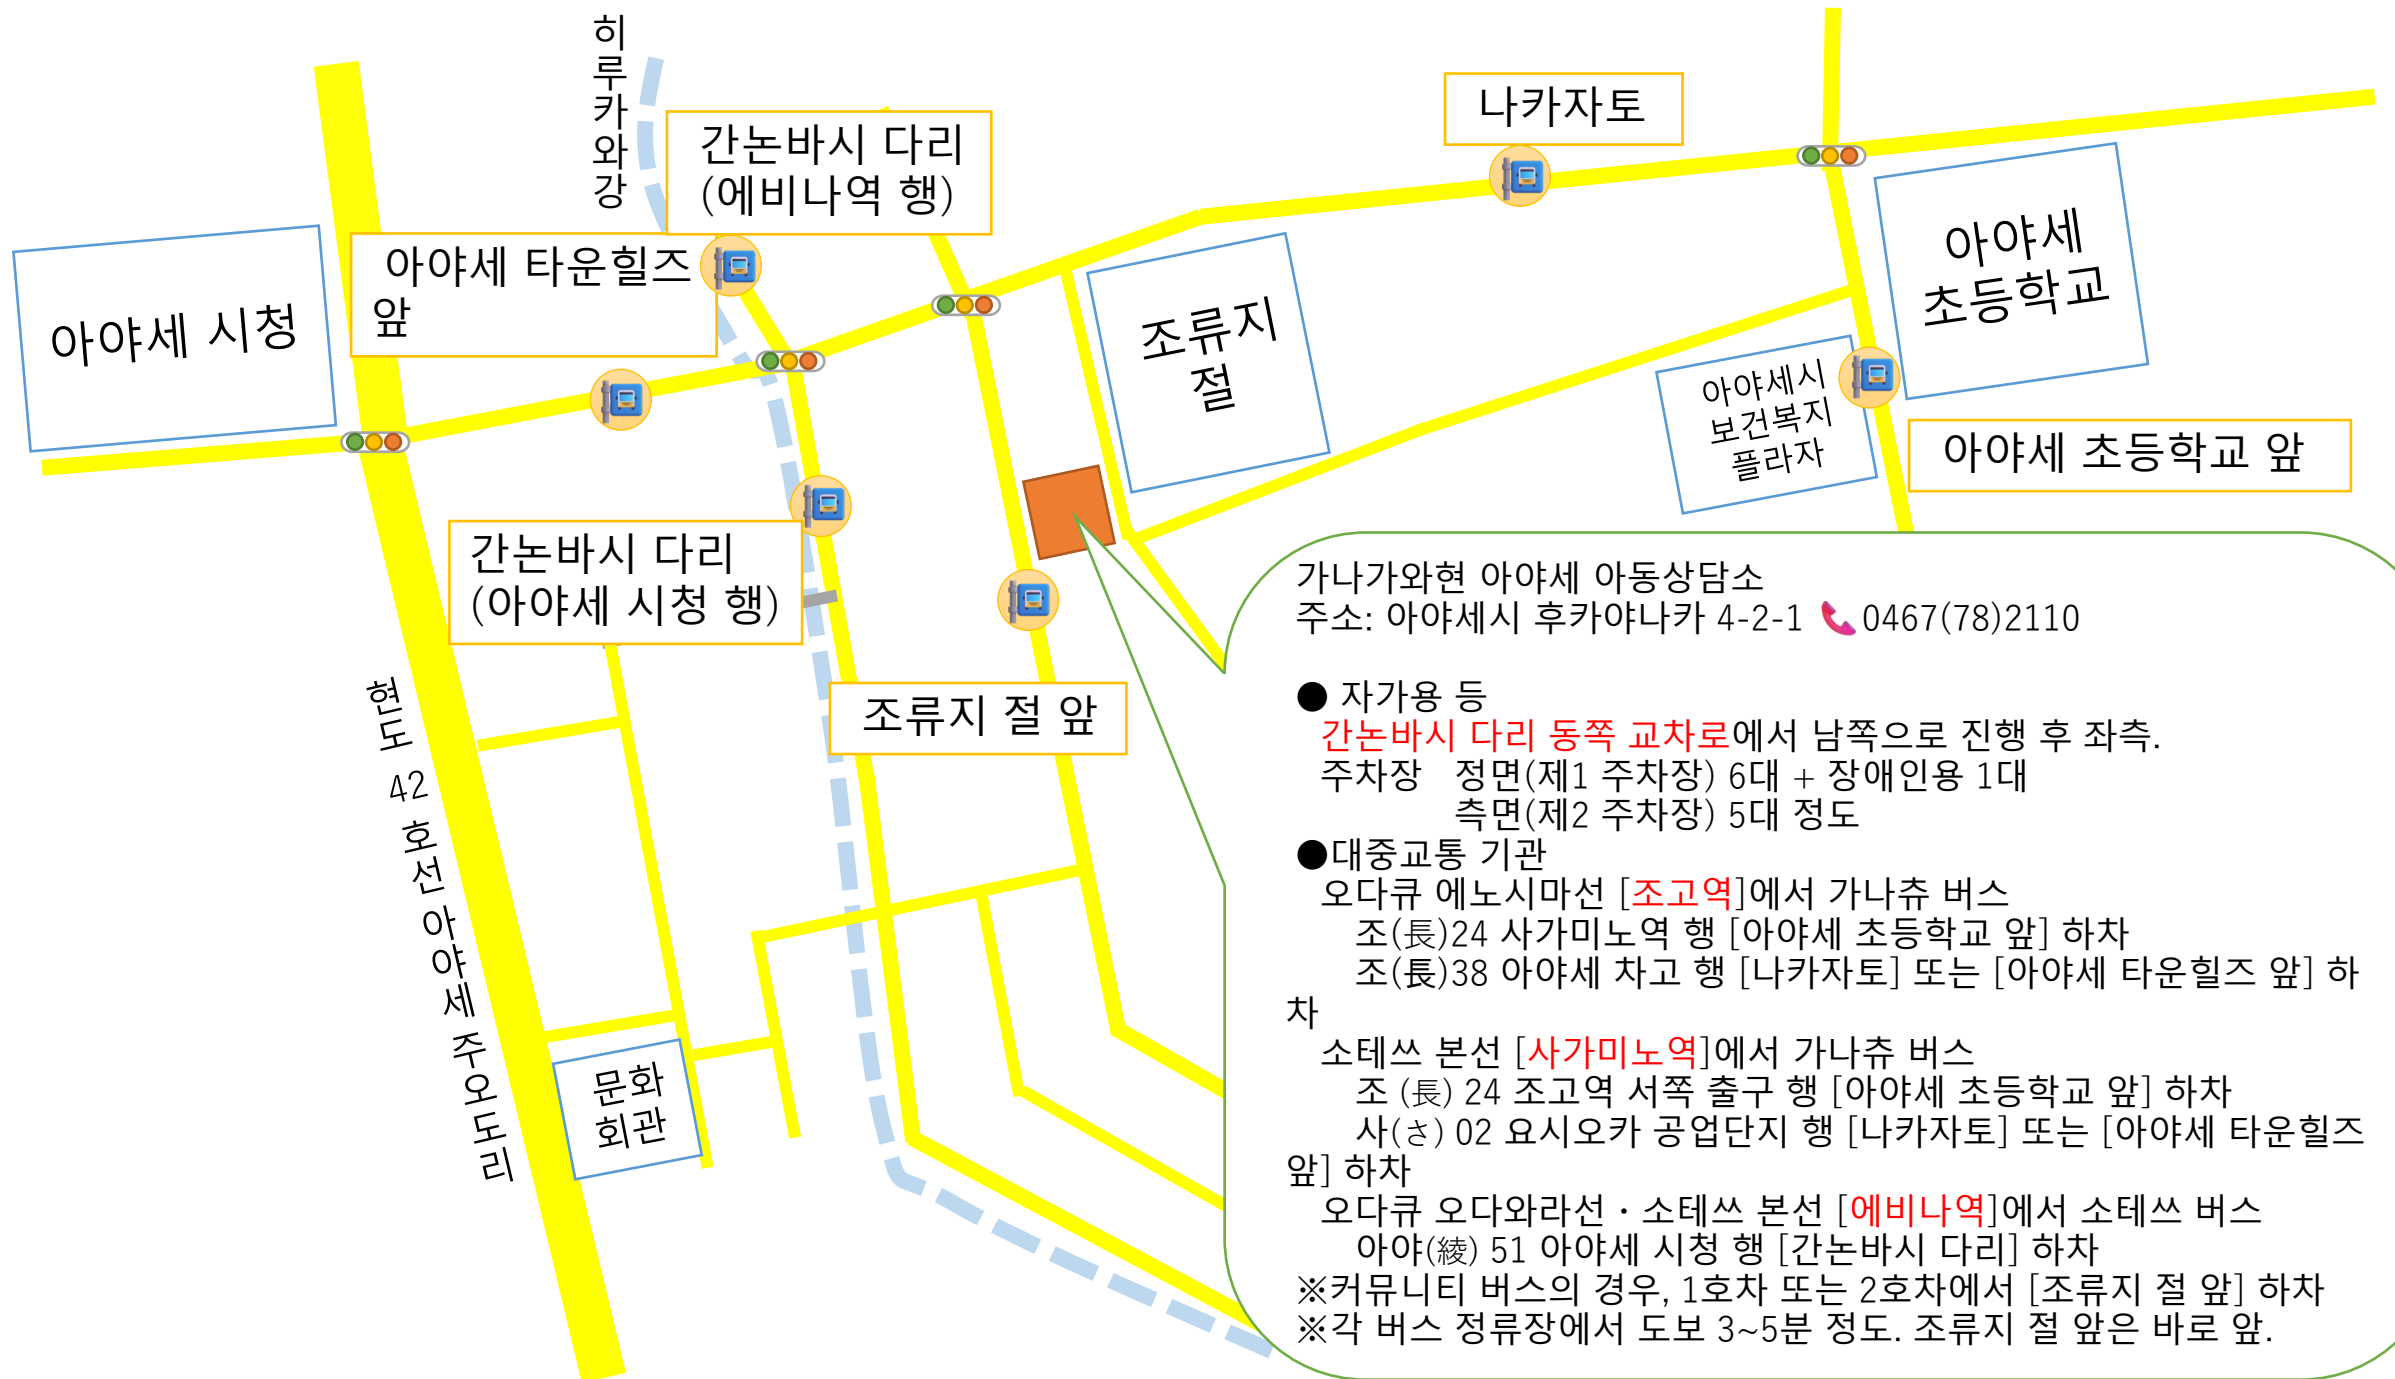 히루카와강
간논바시 다리
(에비나역 행)
나카자토
아야세 타운힐즈
앞
아야세 시청
조류지
절
아야세
초등학교
아야세시
보건복지
플라자
아야세 초등학교 앞
간논바시 다리
(아야세 시청 행)
조류지 절 앞
현도 42 호선 아야세 주오도리
문화
회관
가나가와현 아야세 아동상담소
주소: 아야세시 후카야나카 4-2-1 📞0467(78)2110
● 자가용 등
간논바시 다리 동쪽 교차로에서 남쪽으로 진행 후 좌측.
주차장 정면(제1 주차장) 6대 + 장애인용 1대
측면(제2 주차장) 5대 정도
●대중교통 기관
오다큐 에노시마선 [조고역]에서 가나츄 버스
조(長)24 사가미노역 행 [아야세 초등학교 앞] 하차
조(長)38 아야세 차고 행 [나카자토] 또는 [아야세 타운힐즈 앞] 하
차
소테쓰 본선 [사가미노역]에서 가나츄 버스
조 (長) 24 조고역 서쪽 출구 행 [아야세 초등학교 앞] 하차
사(さ) 02 요시오카 공업단지 행 [나카자토] 또는 [아야세 타운힐즈
앞] 하차
오다큐 오다와라선・소테쓰 본선 [에비나역]에서 소테쓰 버스
아야(綾) 51 아야세 시청 행 [간논바시 다리] 하차
※커뮤니티 버스의 경우, 1호차 또는 2호차에서 [조류지 절 앞] 하차
※각 버스 정류장에서 도보 3~5분 정도. 조류지 절 앞은 바로 앞.